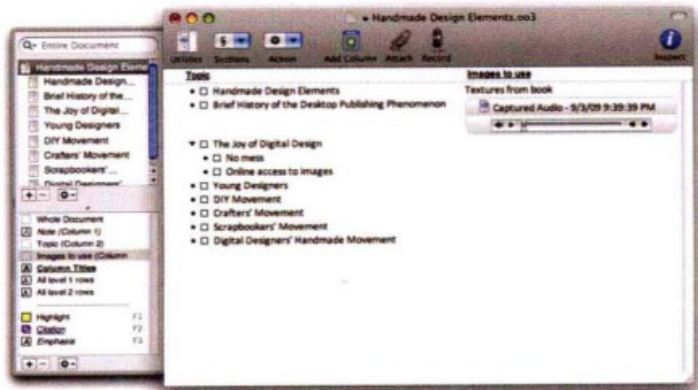 Entire Document
Handmade Design Eleme
Handmade Design...
Brief History of the...
The Joy of Digital...
Young Designers
DIY Movement
Crafters' Movement
Scrapbookers'...
Digital Designers'
Whole Document
Note (Column 1)
Topic (Column 2)
Images to use (Column
Column Titles
All level 1 rows
All level 2 rows
Highlight F1
Citation F2
Emphasis F3
Handmade Design Elements.oo3
Utilities Sections Action Add Column Attach Record Inspect
Topic Images to use
Handmade Design Elements
Brief History of the Desktop Publishing Phenomenon
The Joy of Digital Design
No mess
Online access to images
Young Designers
DIY Movement
Crafters' Movement
Scrapbookers' Movement
Digital Designers' Handmade Movement
Textures from book
Captured Audio - 9/3/09 9:39:39 PM